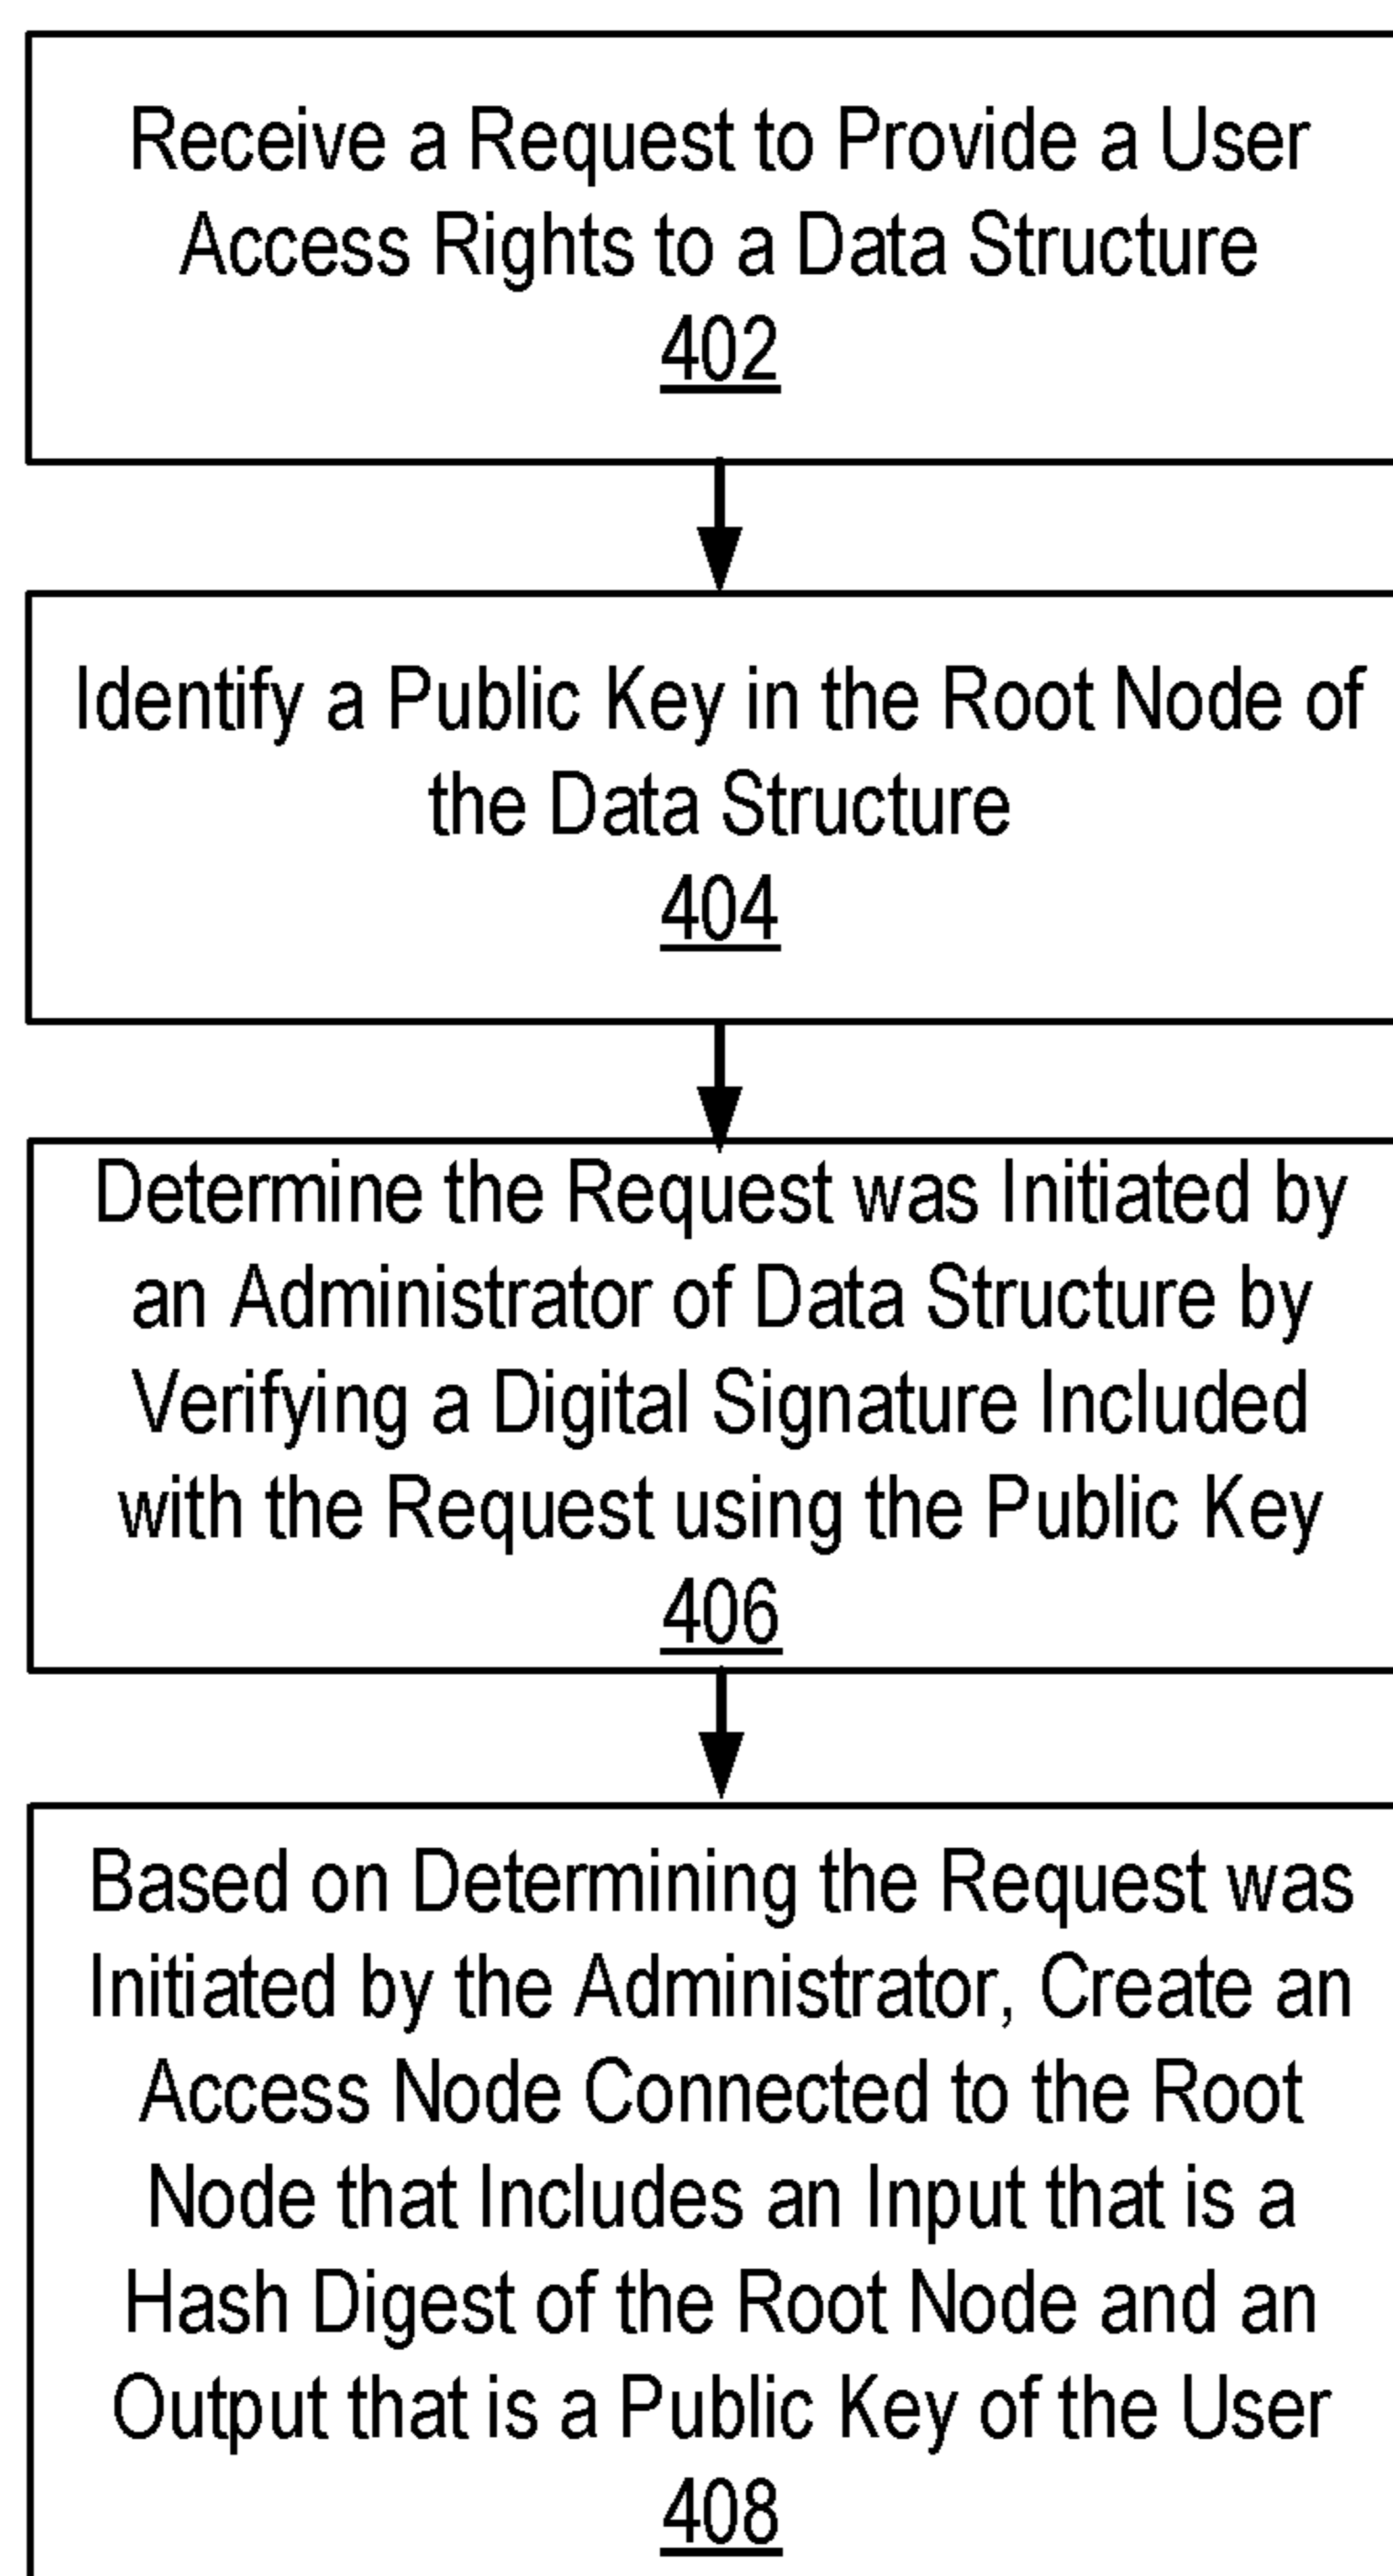 Receive a Request to Provide a User
Access Rights to a Data Structure
402
Identify a Public Key in the Root Node of
the Data Structure
404
Determine the Request was Initiated by
an Administrator of Data Structure by
Verifying a Digital Signature Included
with the Request using the Public Key
406
Based on Determining the Request was
Initiated by the Administrator, Create an
Access Node Connected to the Root
Node that Includes an Input that is a
Hash Digest of the Root Node and an
Output that is a Public Key of the User
408